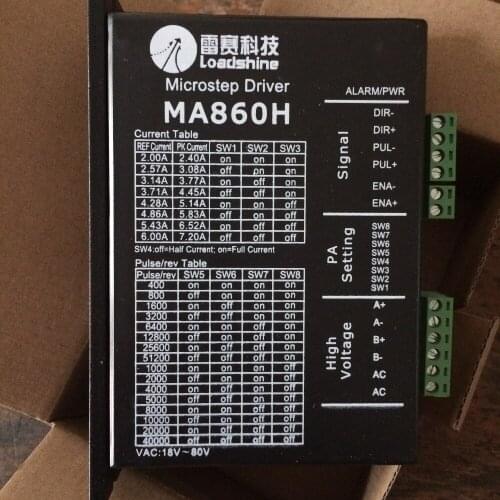 雷赛科技
Loadshine
Microstep Driver
MA860H
Current Table
REF Current PK Current SW1 SW2 SW3
2.00A 2.40A on on on
2.57A 3.08A off on on
3.14A 3.77A on off on
3.71A 4.45A off off on
4.28A 5.14A on on off
4.86A 5.83A off on off
5.43A 6.52A on off off
6.00A 7.20A off off off
SW4:off=Half Current; on=Full Current
Pulse/rev Table
Pulse/rev SW5 SW6 SW7 SW8
400 on on on on
800 off on on on
1600 on off on on
3200 off off on on
6400 on on off on
12800 off on off on
25600 on off off on
51200 off off off on
1000 on on on off
2000 off on on off
4000 on off on off
5000 off off on off
8000 on on off off
10000 off on off off
20000 on off off off
40000 off off off off
VAC:18V~80V
ALARM/PWR
Signal
DIR-
DIR+
PUL-
PUL+
ENA-
ENA+
PA
Setting
SW8
SW7
SW6
SW5
SW4
SW3
SW2
SW1
High
Voltage
A+
A-
B+
B-
AC
AC